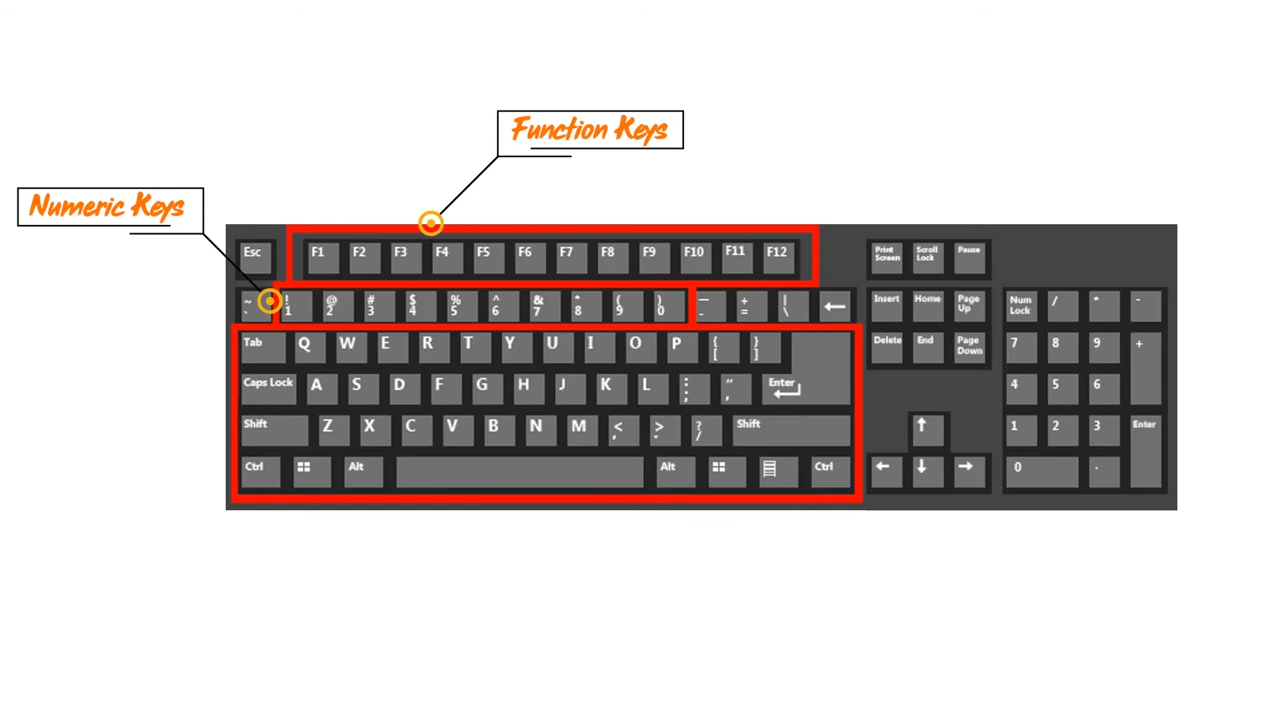 Function Keys
Numeric Keys
Esc F1 F2 F3 F4 F5 F6 F7 F8 F9 F10 F11 F12 Print Screen Scroll Lock Pause
~ ! @ # $ % ^ & * ( ) — + |
` 1 2 3 4 5 6 7 8 9 0 - = \ ←
Insert Home Page Up Num Lock / * -
Tab Q W E R T Y U I O P { }
[ ]
Delete End Page Down 7 8 9 +
Caps Lock A S D F G H J K L : " Enter
; ,
4 5 6
Shift Z X C V B N M < > ? Shift
, . /
↑ 1 2 3 Enter
Ctrl Alt Alt Ctrl ← ↓ → 0 .